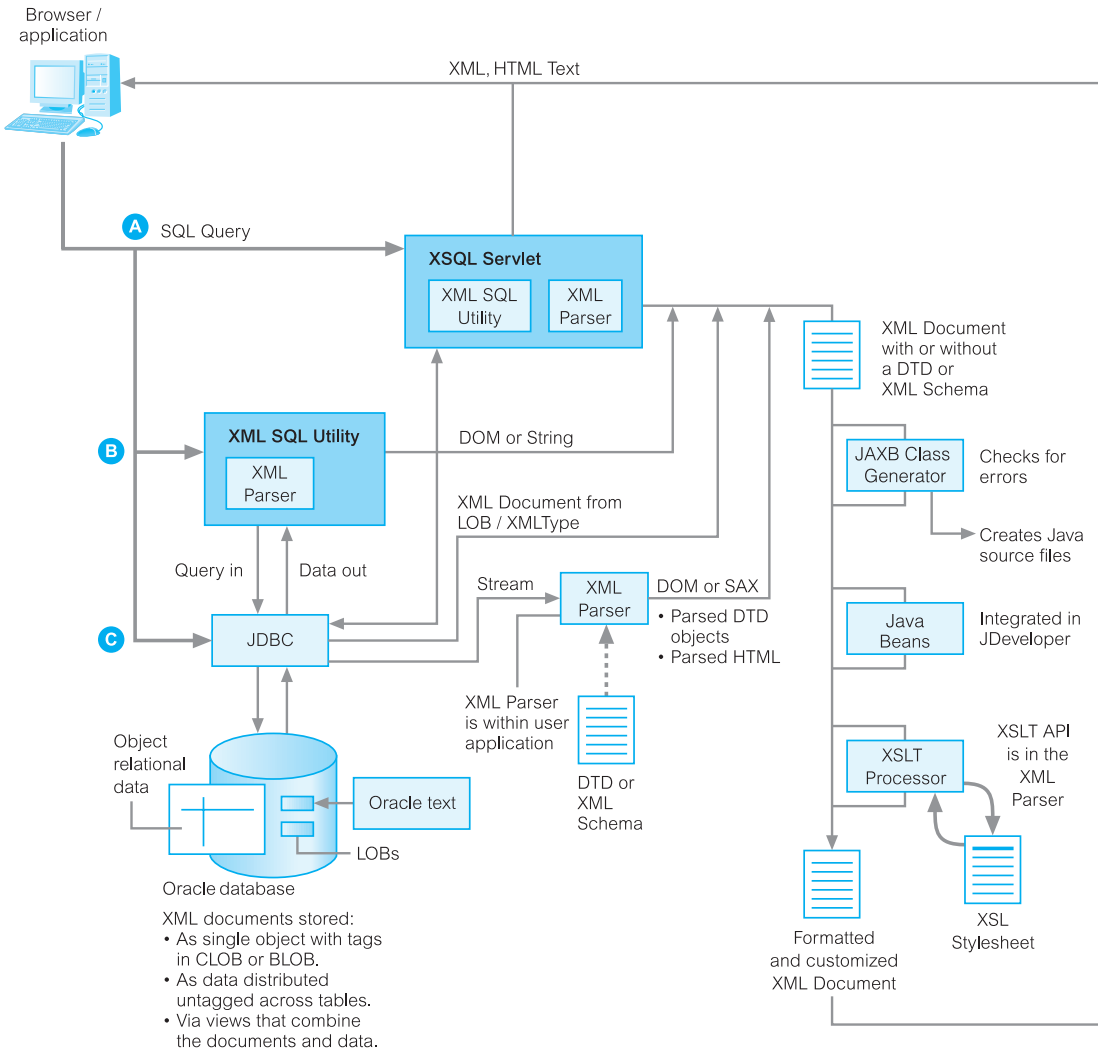 Browser /
application
XML, HTML Text
A
SQL Query
XSQL Servlet
XML SQL
Utility
XML
Parser
XML Document
with or without
a DTD or
XML Schema
B
XML SQL Utility
XML
Parser
DOM or String
JAXB Class
Generator
Checks for
errors
XML Document from
LOB / XMLType
Creates Java
source files
Query in
Data out
Stream
XML
Parser
DOM or SAX
• Parsed DTD
objects
• Parsed HTML
C
JDBC
Java
Beans
Integrated in
JDeveloper
XML Parser
is within user
application
DTD or
XML
Schema
Object
relational
data
Oracle text
LOBs
XSLT
Processor
XSLT API
is in the
XML
Parser
Oracle database
XML documents stored:
• As single object with tags
in CLOB or BLOB.
• As data distributed
untagged across tables.
• Via views that combine
the documents and data.
Formatted
and customized
XML Document
XSL
Stylesheet